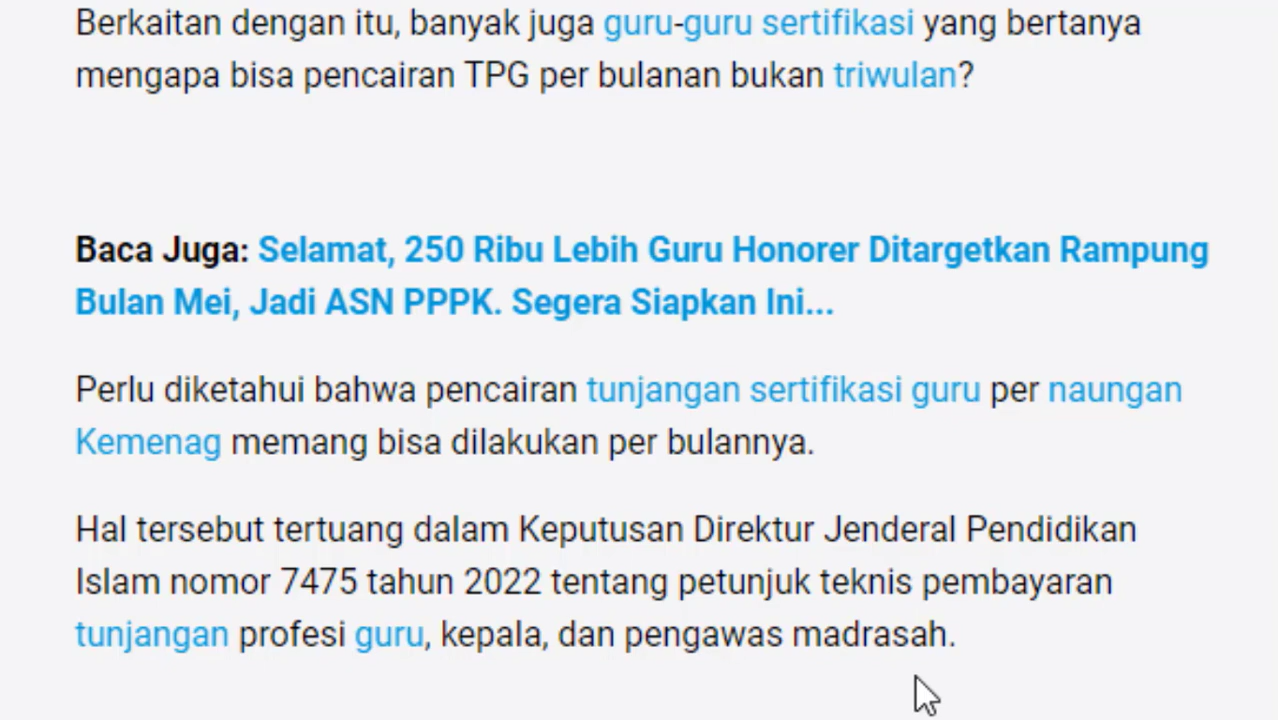 Berkaitan dengan itu, banyak juga guru-guru sertifikasi yang bertanya
mengapa bisa pencairan TPG per bulanan bukan triwulan?
Baca Juga: Selamat, 250 Ribu Lebih Guru Honorer Ditargetkan Rampung
Bulan Mei, Jadi ASN PPPK. Segera Siapkan Ini...
Perlu diketahui bahwa pencairan tunjangan sertifikasi guru per naungan
Kemenag memang bisa dilakukan per bulannya.
Hal tersebut tertuang dalam Keputusan Direktur Jenderal Pendidikan
Islam nomor 7475 tahun 2022 tentang petunjuk teknis pembayaran
tunjangan profesi guru, kepala, dan pengawas madrasah.